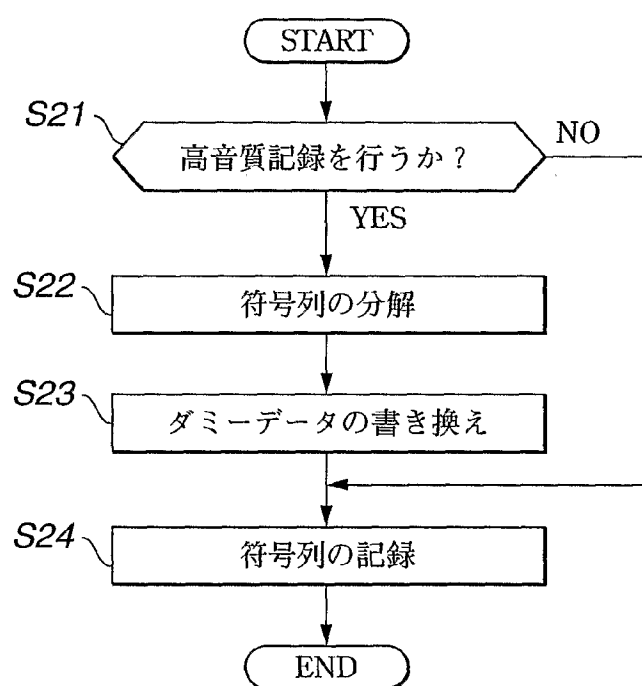 START
S21
高音質記録を行うか？
NO
YES
S22
符号列の分解
S23
ダミーデータの書き換え
S24
符号列の記録
END